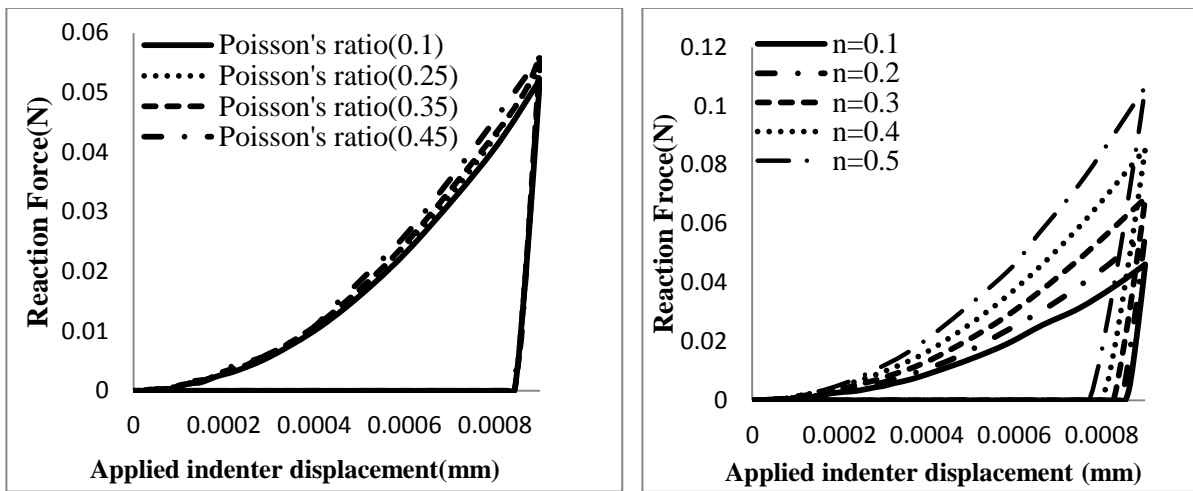 0.06
0.05
0.04
0.03
0.02
0.01
0
Reaction Force(N)
Poisson's ratio(0.1)
Poisson's ratio(0.25)
Poisson's ratio(0.35)
Poisson's ratio(0.45)
0 0.0002 0.0004 0.0006 0.0008
Applied indenter displacement(mm)
0.12
0.1
0.08
0.06
0.04
0.02
0
Reaction Froce(N)
n=0.1
n=0.2
n=0.3
n=0.4
n=0.5
0 0.0002 0.0004 0.0006 0.0008
Applied indenter displacement (mm)